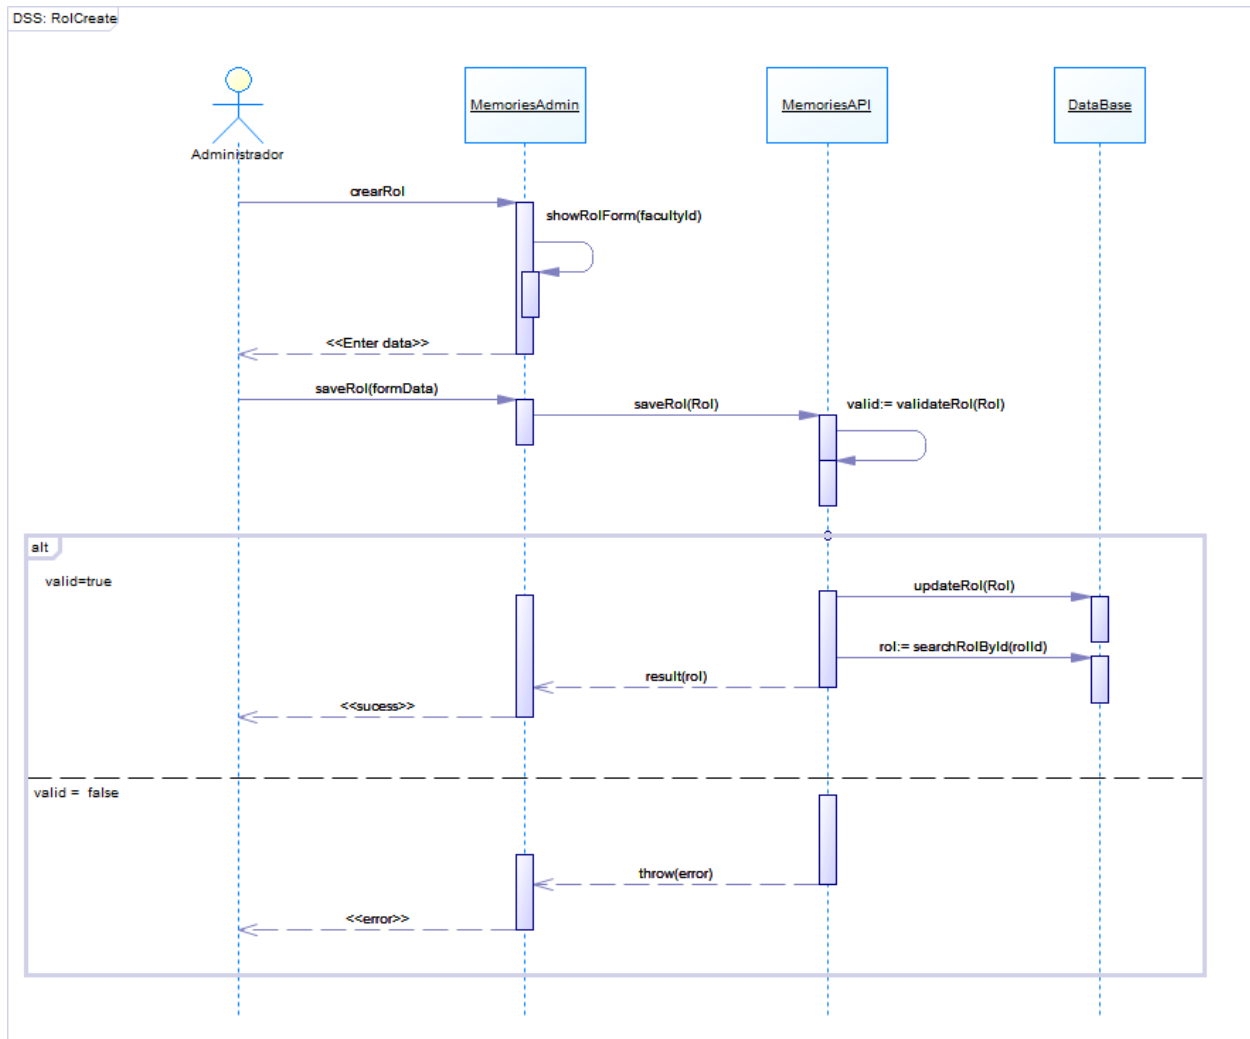 DSS: RolCreate
Administrador
MemoriesAdmin
MemoriesAPI
DataBase
crearRol
showRolForm(facultyId)
<<Enter data>>
saveRol(formData)
saveRol(Rol)
valid:= validateRol(Rol)
alt
valid=true
updateRol(Rol)
rol:= searchRolById(rolId)
result(rol)
<<sucess>>
valid = false
throw(error)
<<error>>